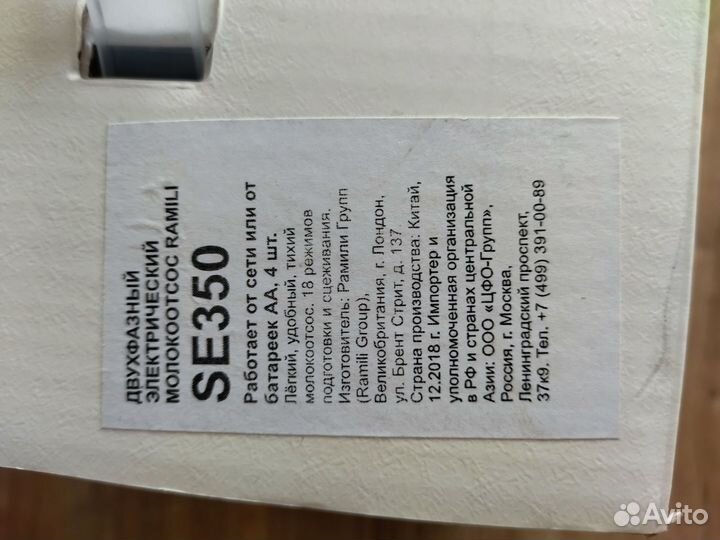 ДВУХФАЗНЫЙ
ЭЛЕКТРИЧЕСКИЙ
МОЛОКООТСОС RAMILI
SE350
Работает от сети или от
батареек АА, 4 шт.
Лёгкий, удобный, тихий
молокоотсос. 18 режимов
подготовки и сцеживания.
Изготовитель: Рамили Групп
(Ramili Group),
Великобритания, г. Лондон,
ул. Брент Стрит, д. 137
Страна производства: Китай,
12.2018 г. Импортер и
уполномоченная организация
в РФ и странах центральной
Азии: ООО «ЦФО-Групп»,
Россия, г. Москва,
Ленинградский проспект,
37к9. Тел. +7 (499) 391-00-89
Avito